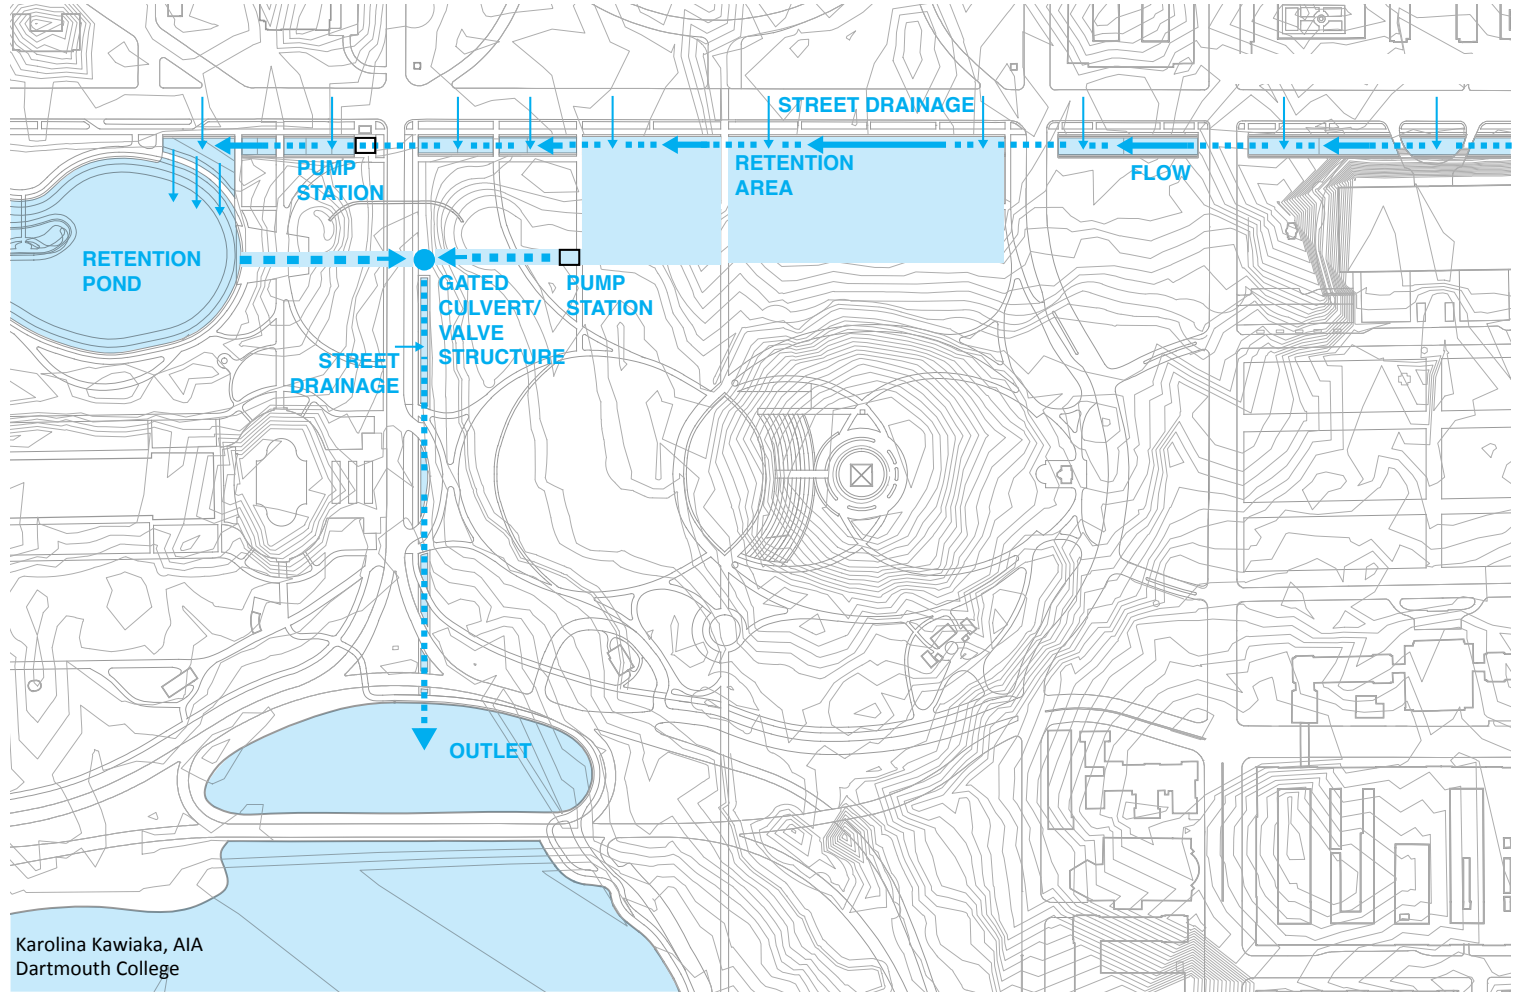 STREET DRAINAGE
PUMP
STATION
RETENTION
AREA
FLOW
RETENTION
POND
GATED
CULVERT/
VALVE
STRUCTURE
PUMP
STATION
STREET
DRAINAGE
OUTLET
Karolina Kawiaka, AIA
Dartmouth College